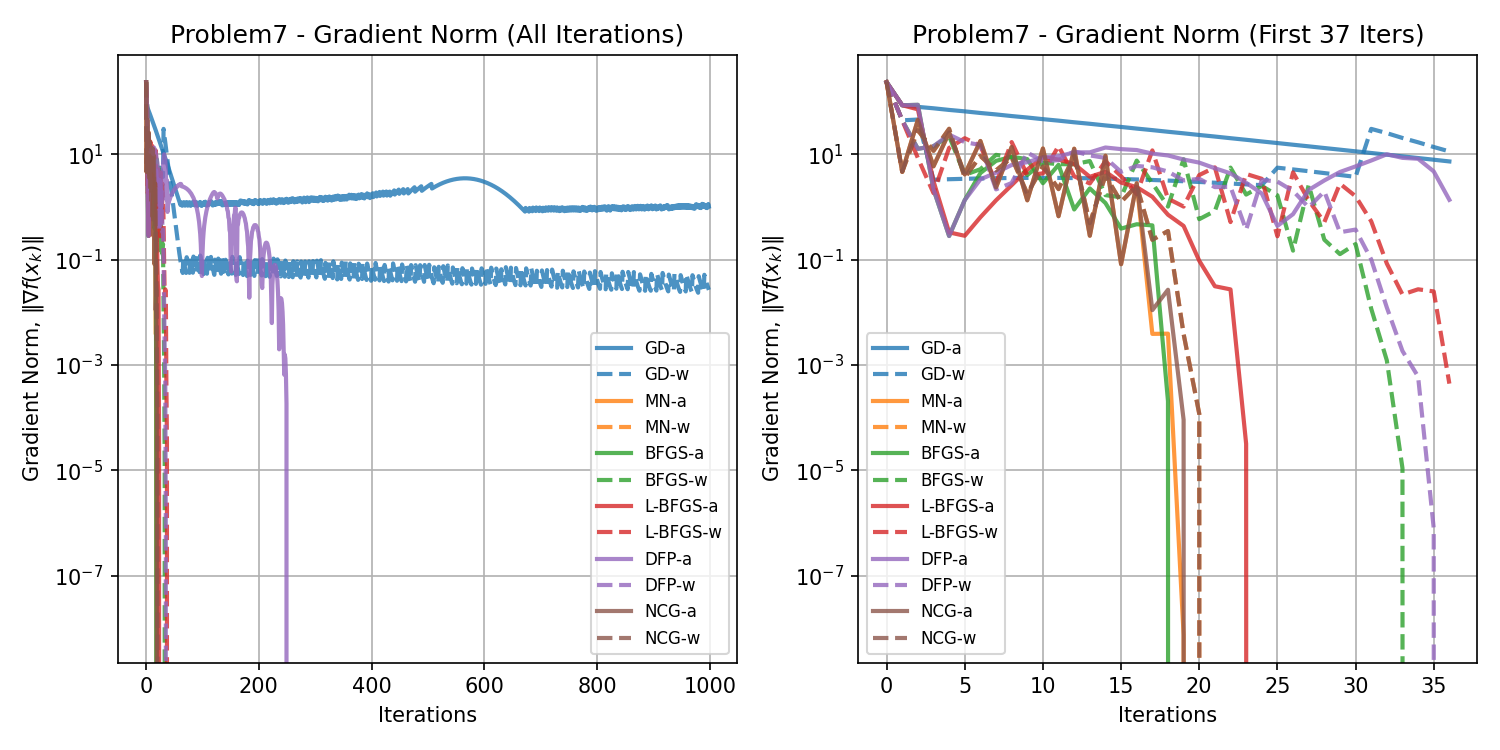 Problem7 - Gradient Norm (All Iterations)
Gradient Norm, ‖∇f(x_k)‖
10^1
10^−1
10^−3
10^−5
10^−7
GD-a
GD-w
MN-a
MN-w
BFGS-a
BFGS-w
L-BFGS-a
L-BFGS-w
DFP-a
DFP-w
NCG-a
NCG-w
0 200 400 600 800 1000
Iterations
Problem7 - Gradient Norm (First 37 Iters)
Gradient Norm, ‖∇f(x_k)‖
10^1
10^−1
10^−3
10^−5
10^−7
GD-a
GD-w
MN-a
MN-w
BFGS-a
BFGS-w
L-BFGS-a
L-BFGS-w
DFP-a
DFP-w
NCG-a
NCG-w
0 5 10 15 20 25 30 35
Iterations